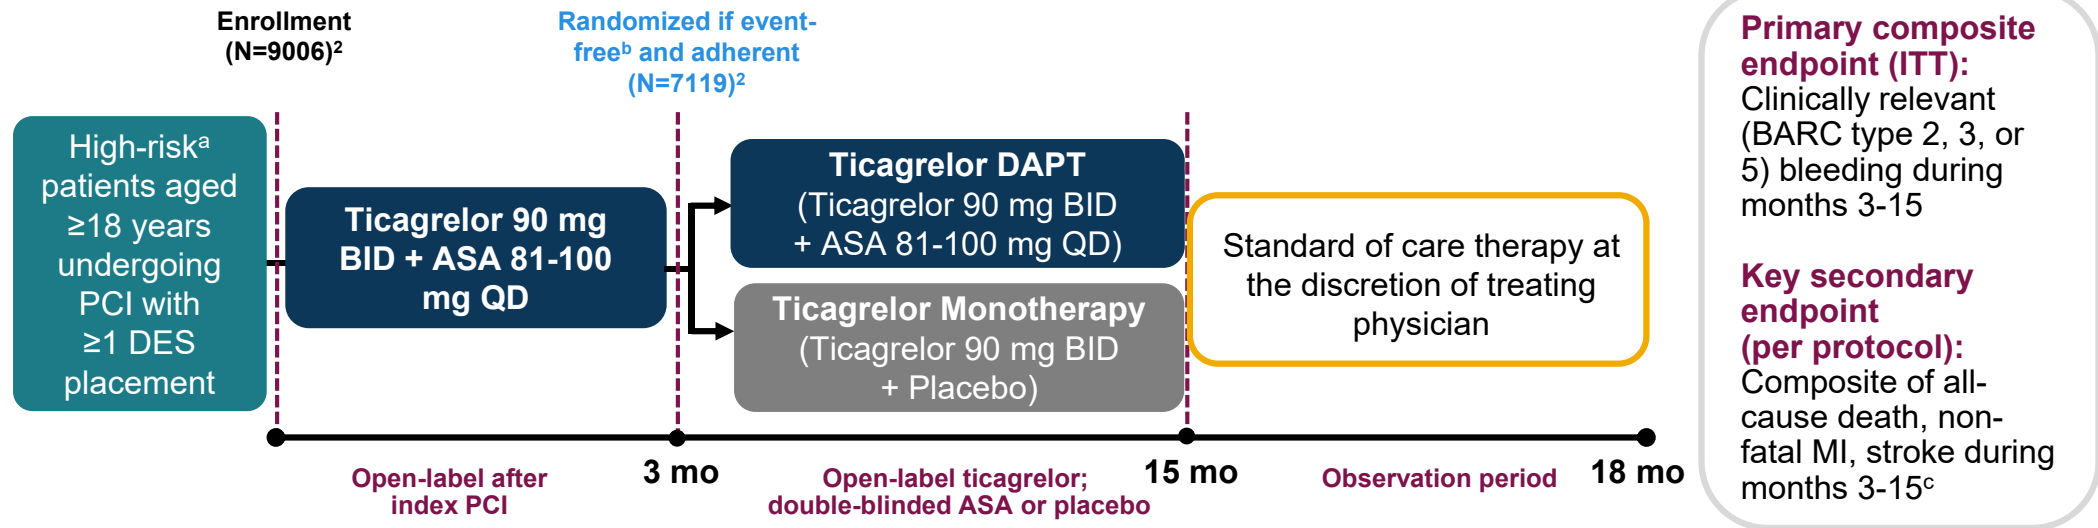 Enrollment
(N=9006)²
Randomized if event-
freeᵇ and adherent
(N=7119)²
High-riskᵃ
patients aged
≥18 years
undergoing
PCI with
≥1 DES
placement
Ticagrelor 90 mg
BID + ASA 81-100
mg QD
Ticagrelor DAPT
(Ticagrelor 90 mg BID
+ ASA 81-100 mg QD)
Ticagrelor Monotherapy
(Ticagrelor 90 mg BID
+ Placebo)
Standard of care therapy at
the discretion of treating
physician
Open-label after
index PCI
3 mo
Open-label ticagrelor;
double-blinded ASA or placebo
15 mo
Observation period
18 mo
Primary composite
endpoint (ITT):
Clinically relevant
(BARC type 2, 3, or
5) bleeding during
months 3-15
Key secondary
endpoint
(per protocol):
Composite of all-
cause death, non-
fatal MI, stroke during
months 3-15ᶜ